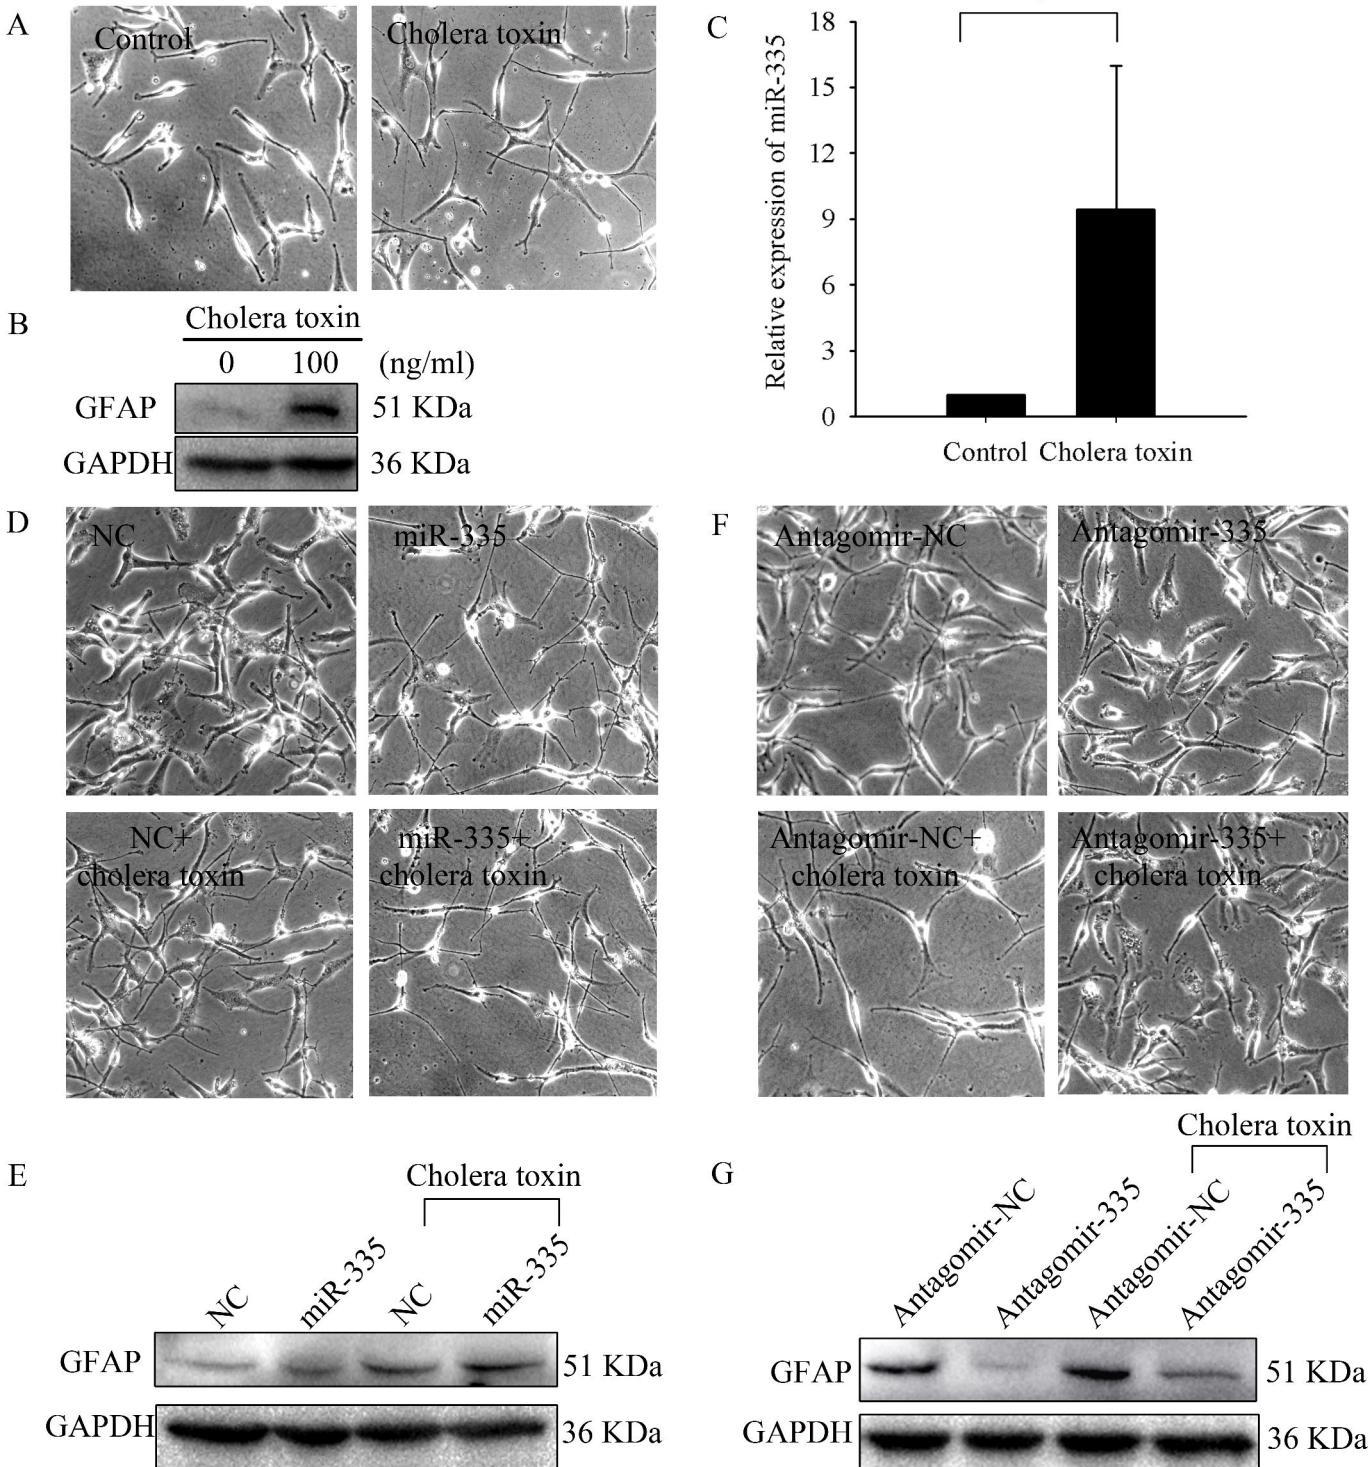 A
Control
Cholera toxin
B
Cholera toxin
0 100 (ng/ml)
GFAP 51 KDa
GAPDH 36 KDa
C
Relative expression of miR-335
18
15
12
9
6
3
0
Control Cholera toxin
D
NC
miR-335
NC+
cholera toxin
miR-335+
cholera toxin
F
Antagomir-NC
Antagomir-335
Antagomir-NC+
cholera toxin
Antagomir-335+
cholera toxin
E
Cholera toxin
NC miR-335 NC miR-335
GFAP 51 KDa
GAPDH 36 KDa
G
Cholera toxin
Antagomir-NC Antagomir-335 Antagomir-NC Antagomir-335
GFAP 51 KDa
GAPDH 36 KDa